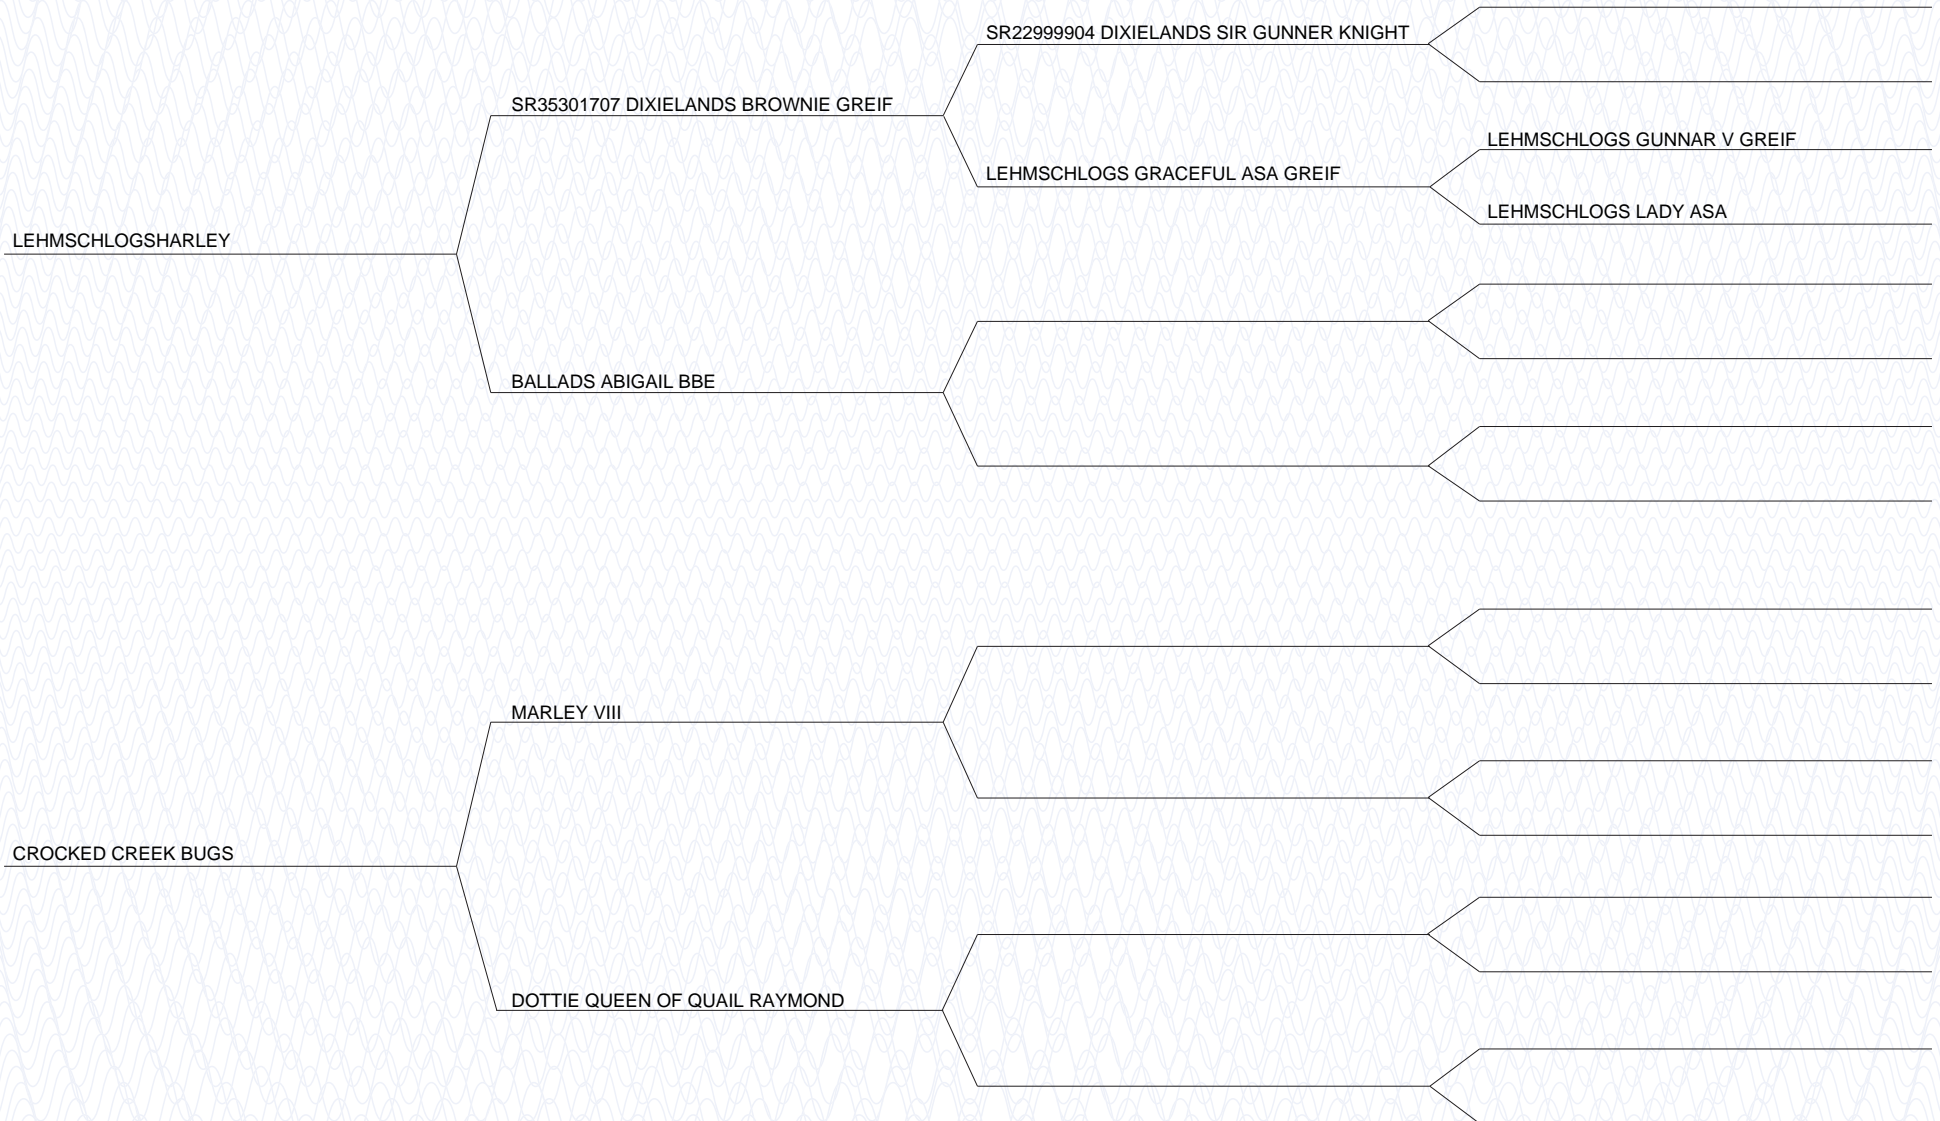 SR22999904 DIXIELANDS SIR GUNNER KNIGHT
SR35301707 DIXIELANDS BROWNIE GREIF
LEHMSCHLOGS GUNNAR V GREIF
LEHMSCHLOGS GRACEFUL ASA GREIF
LEHMSCHLOGS LADY ASA
LEHMSCHLOGSHARLEY
BALLADS ABIGAIL BBE
MARLEY VIII
CROCKED CREEK BUGS
DOTTIE QUEEN OF QUAIL RAYMOND